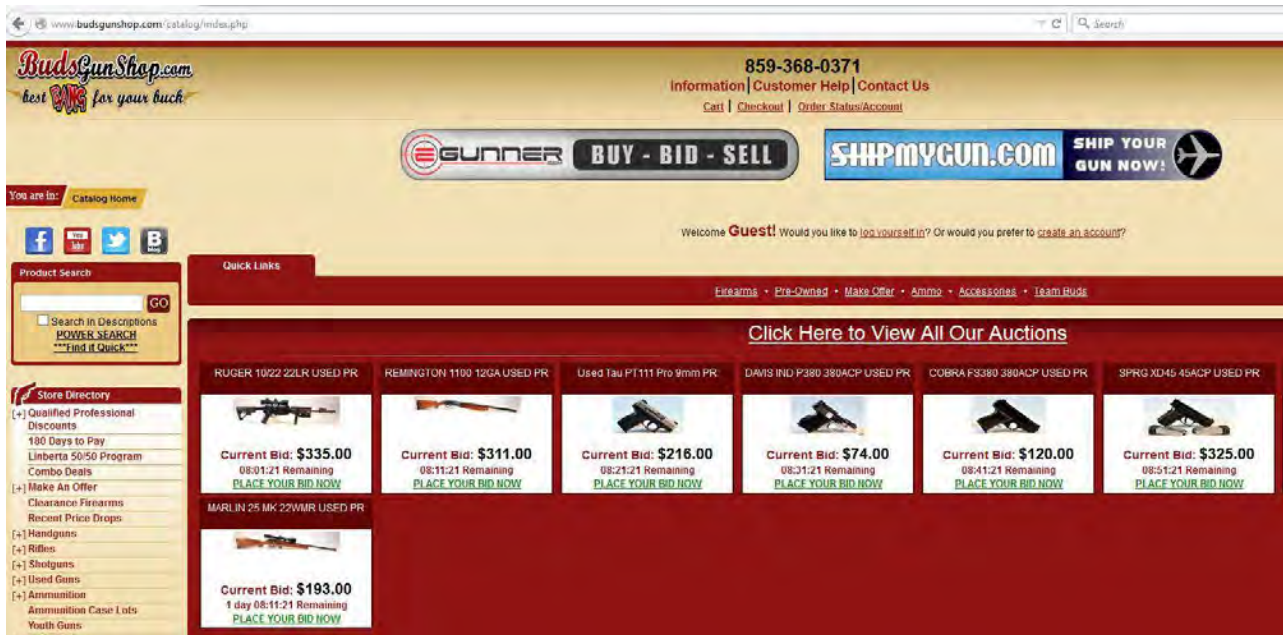 www.budsgunshop.com/catalog/index.php
Search
BudsGunShop.com
best BANG for your buck
859-368-0371
Information | Customer Help | Contact Us
Cart | Checkout | Order Status/Account
EGUNNER.com BUY - BID - SELL
SHIPMYGUN.COM SHIP YOUR GUN NOW!
You are in: Catalog Home
f You Tube B BLOG
Welcome Guest! Would you like to log yourself in? Or would you prefer to create an account?
Product Search
GO
Search in Descriptions
POWER SEARCH
***Find it Quick***
Quick Links
Firearms • Pre-Owned • Make Offer • Ammo • Accessories • Team Buds
Click Here to View All Our Auctions
RUGER 10/22 22LR USED PR
Current Bid: $335.00
08:01:21 Remaining
PLACE YOUR BID NOW
REMINGTON 1100 12GA USED PR
Current Bid: $311.00
08:11:21 Remaining
PLACE YOUR BID NOW
Used Tau PT111 Pro 9mm PR
Current Bid: $216.00
08:21:21 Remaining
PLACE YOUR BID NOW
DAVIS IND P380 380ACP USED PR
Current Bid: $74.00
08:31:21 Remaining
PLACE YOUR BID NOW
COBRA FS380 380ACP USED PR
Current Bid: $120.00
08:41:21 Remaining
PLACE YOUR BID NOW
SPRG XD45 45ACP USED PR
Current Bid: $325.00
08:51:21 Remaining
PLACE YOUR BID NOW
MARLIN 25 MK 22WMR USED PR
Current Bid: $193.00
1 day 08:11:21 Remaining
PLACE YOUR BID NOW
Store Directory
[+] Qualified Professional
Discounts
180 Days to Pay
Linberta 50/50 Program
Combo Deals
[+] Make An Offer
Clearance Firearms
Recent Price Drops
[+] Handguns
[+] Rifles
[+] Shotguns
[+] Used Guns
[+] Ammunition
Ammunition Case Lots
Youth Guns